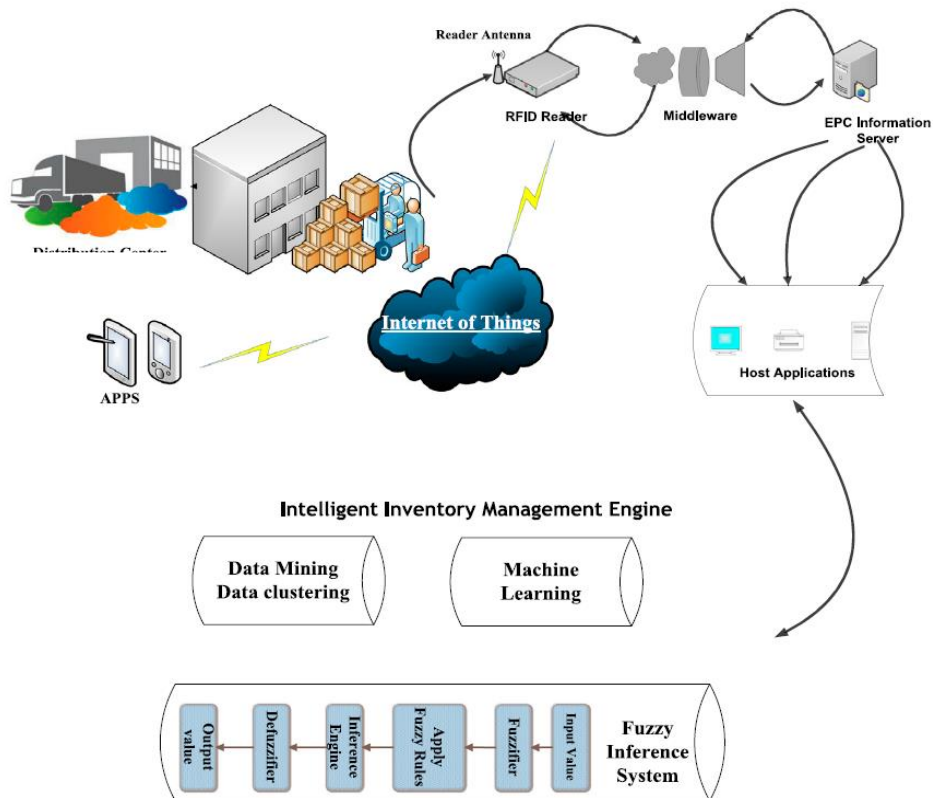 Reader Antenna
RFID Reader
Middleware
EPC Information
Server
Distribution Center
Internet of Things
APPS
Host Applications
Intelligent Inventory Management Engine
Data Mining
Data clustering
Machine
Learning
Output
value
Defuzzifier
Inference
Engine
Apply
Fuzzy Rules
Fuzzifier
Input Value
Fuzzy
Inference
System